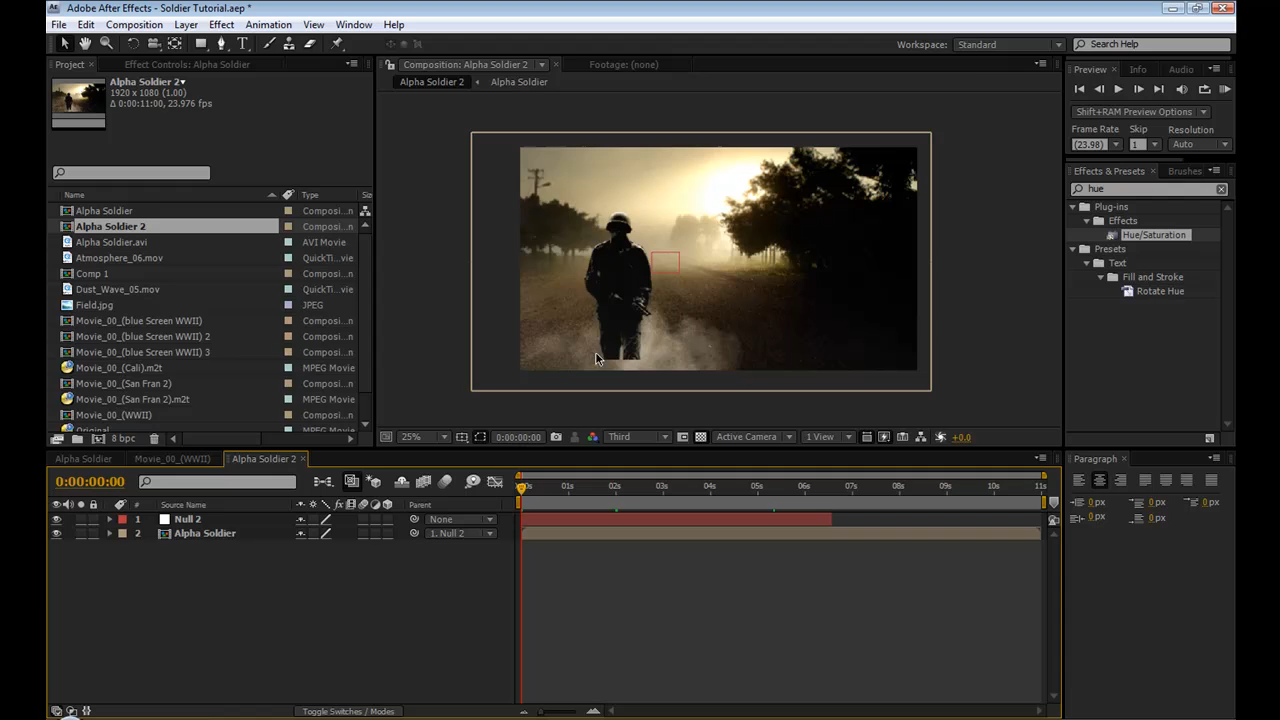 Adobe After Effects - Soldier Tutorial.aep *
File Edit Composition Layer Effect Animation View Window Help
Workspace: Standard Search Help
Project Effect Controls: Alpha Soldier
Composition: Alpha Soldier 2 Footage: (none)
Alpha Soldier 2 Alpha Soldier
Alpha Soldier 2▾
1920 x 1080 (1.00)
Δ 0:00:11:00, 23.976 fps
Name Type Siz
Alpha Soldier Composi...n
Alpha Soldier 2 Composi...n
Alpha Soldier.avi AVI Movie
Atmosphere_06.mov QuickTi...vie
Comp 1 Composi...n
Dust_Wave_05.mov QuickTi...vie
Field.jpg JPEG
Movie_00_(blue Screen WWII) Composi...n
Movie_00_(blue Screen WWII) 2 Composi...n
Movie_00_(blue Screen WWII) 3 Composi...n
Movie_00_(Cali).m2t MPEG Movie
Movie_00_(San Fran 2) Composi...n
Movie_00_(San Fran 2).m2t MPEG Movie
Movie_00_(WWII) Composi...n
Original MPEG Movie
8 bpc
25% 0:00:00:00 Third Active Camera 1 View +0.0
Preview Info Audio
Shift+RAM Preview Options
Frame Rate Skip Resolution
(23.98) 1 Auto
Effects & Presets Brushes
hue
Plug-ins
Effects
Hue/Saturation
Presets
Text
Fill and Stroke
Rotate Hue
Alpha Soldier Movie_00_(WWII) Alpha Soldier 2
0:00:00:00
01s 02s 03s 04s 05s 06s 07s 08s 09s 10s 11s
# Source Name fx Parent
1 Null 2 None
2 Alpha Soldier 1. Null 2
Toggle Switches / Modes
Paragraph
0 px 0 px 0 px
0 px 0 px